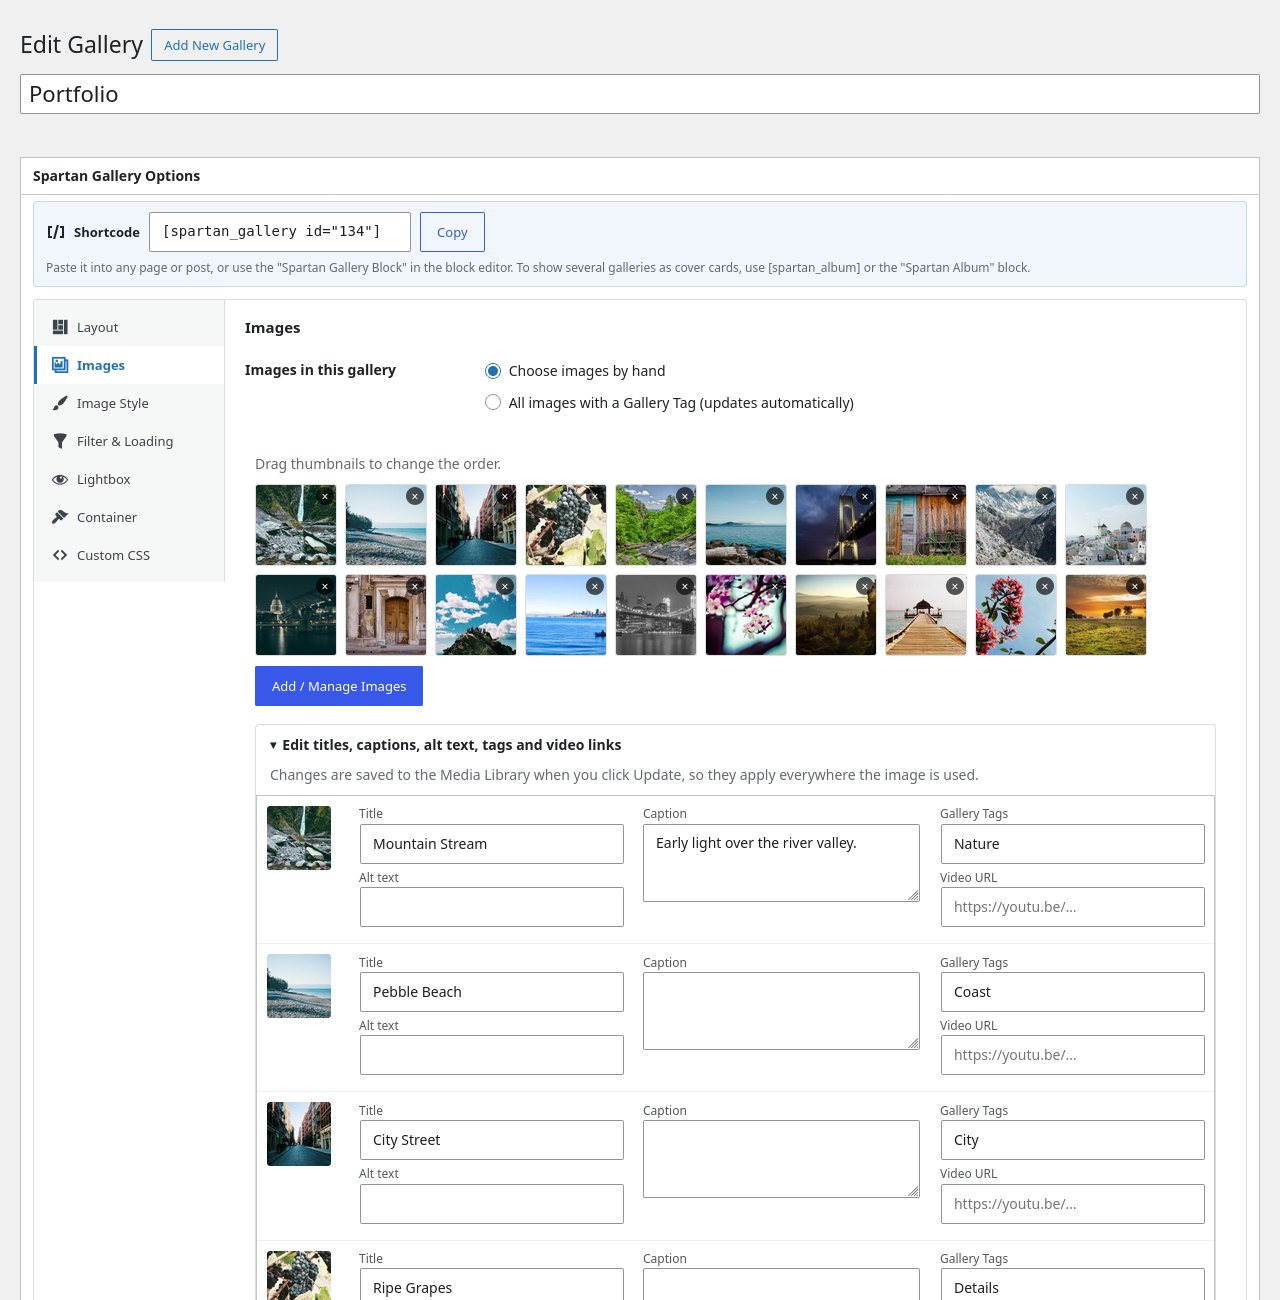 Edit Gallery
Add New Gallery
Portfolio
Spartan Gallery Options
[/] Shortcode
[spartan_gallery id="134"]
Copy
Paste it into any page or post, or use the "Spartan Gallery Block" in the block editor. To show several galleries as cover cards, use [spartan_album] or the "Spartan Album" block.
Layout
Images
Image Style
Filter & Loading
Lightbox
Container
Custom CSS
Images
Images in this gallery
Choose images by hand
All images with a Gallery Tag (updates automatically)
Drag thumbnails to change the order.
Add / Manage Images
▾ Edit titles, captions, alt text, tags and video links
Changes are saved to the Media Library when you click Update, so they apply everywhere the image is used.
Title
Caption
Gallery Tags
Mountain Stream
Early light over the river valley.
Nature
Alt text
Video URL
https://youtu.be/...
Title
Caption
Gallery Tags
Pebble Beach
Coast
Alt text
Video URL
https://youtu.be/...
Title
Caption
Gallery Tags
City Street
City
Alt text
Video URL
https://youtu.be/...
Title
Caption
Gallery Tags
Ripe Grapes
Details